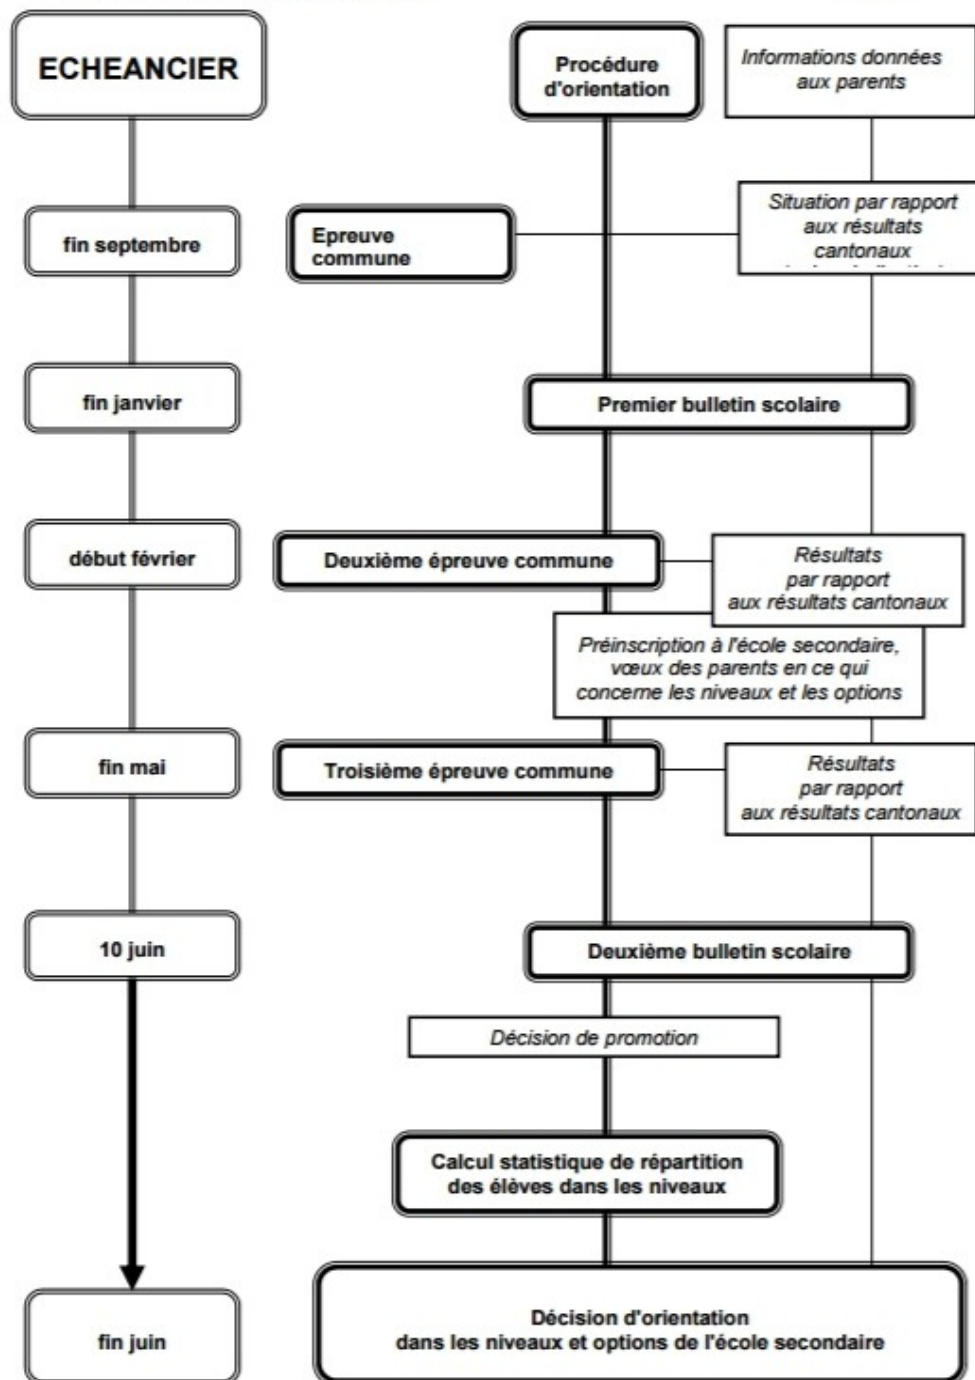 ECHEANCIER
Procédure
d'orientation
Informations données
aux parents
fin septembre
Epreuve
commune
Situation par rapport
aux résultats
cantonaux
fin janvier
Premier bulletin scolaire
début février
Deuxième épreuve commune
Résultats
par rapport
aux résultats cantonaux
Préinscription à l'école secondaire,
vœux des parents en ce qui
concerne les niveaux et les options
fin mai
Troisième épreuve commune
Résultats
par rapport
aux résultats cantonaux
10 juin
Deuxième bulletin scolaire
Décision de promotion
Calcul statistique de répartition
des élèves dans les niveaux
fin juin
Décision d'orientation
dans les niveaux et options de l'école secondaire